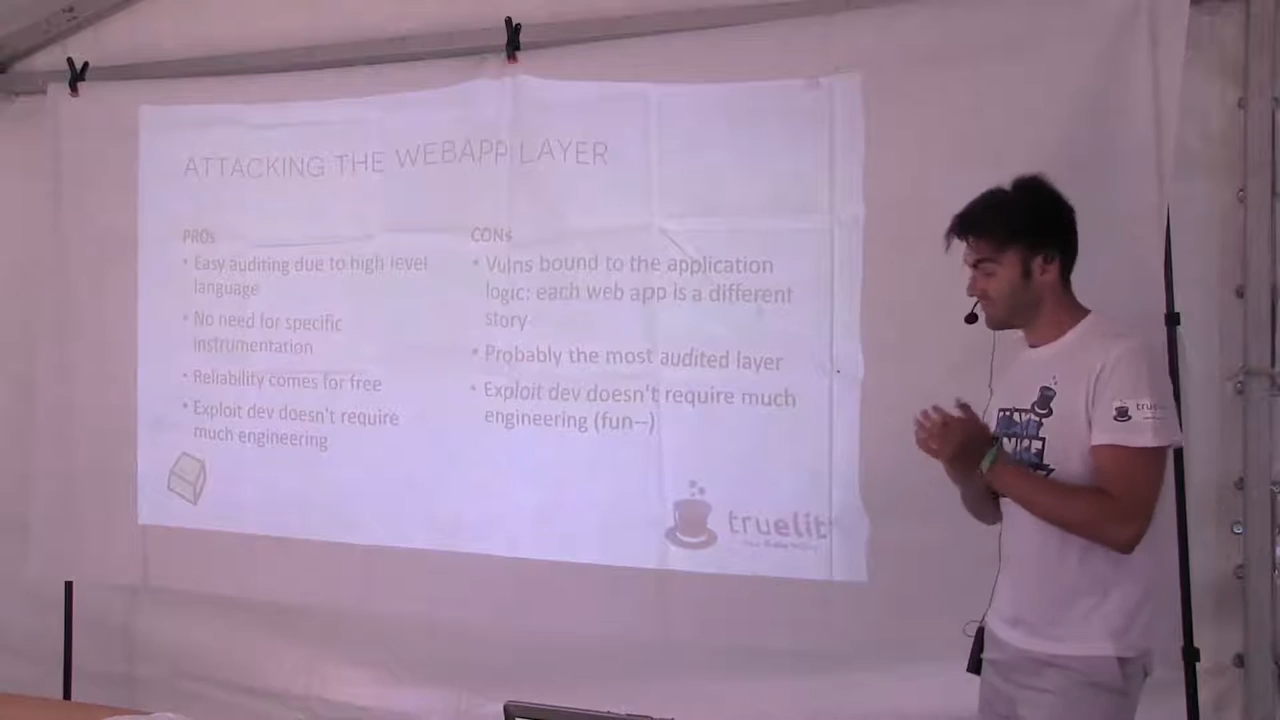 ATTACKING THE WEBAPP LAYER
PROs
• Easy auditing due to high level
language
• No need for specific
instrumentation
• Reliability comes for free
• Exploit dev doesn't require
much engineering
CONs
• Vulns bound to the application
logic: each web app is a different
story
• Probably the most audited layer
• Exploit dev doesn't require much
engineering (fun--)
truelit